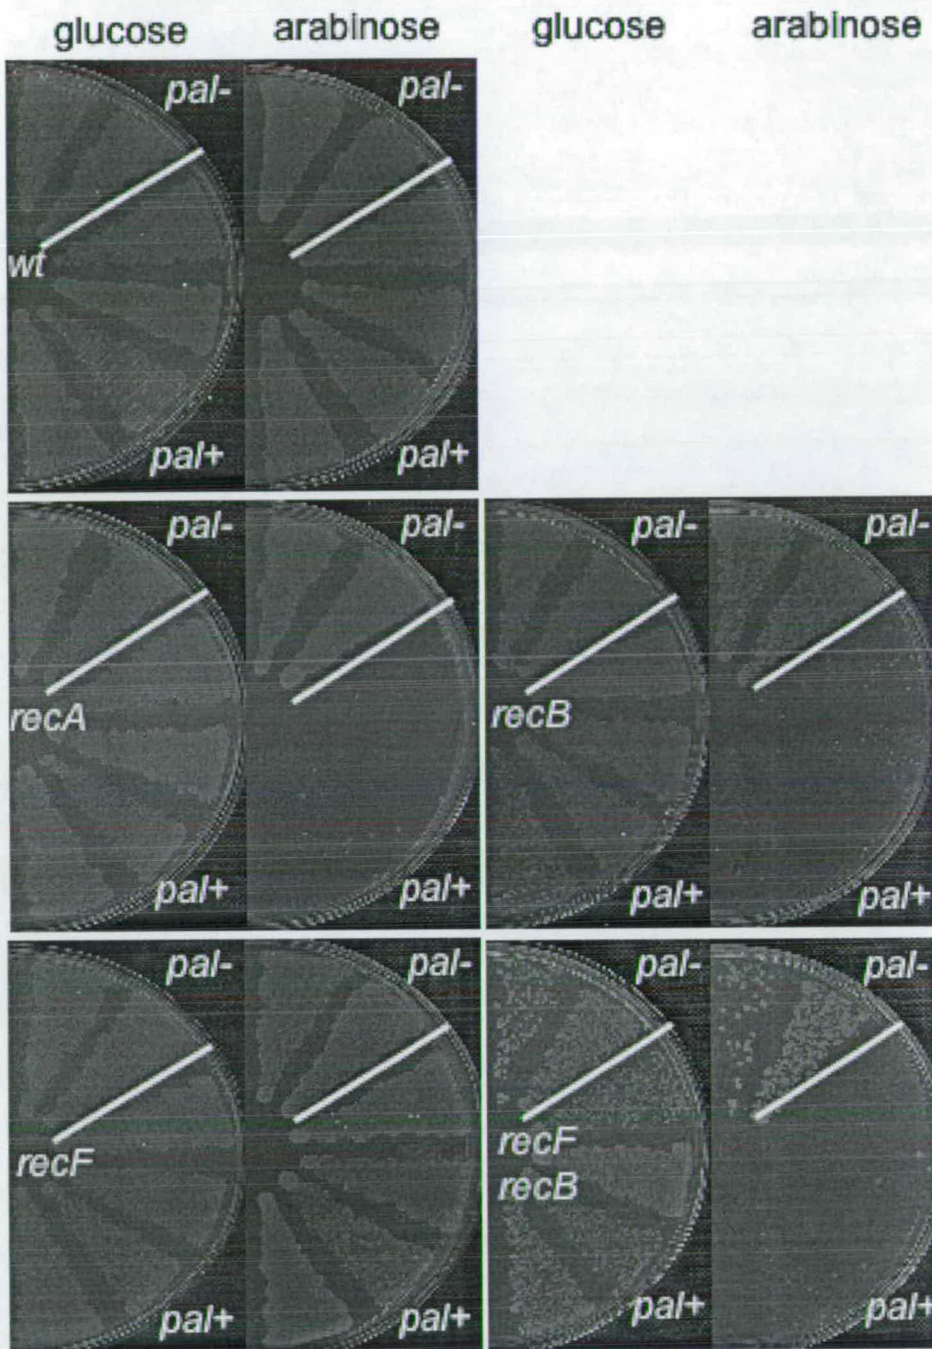 glucose arabinose glucose arabinose
pal- pal-
wt
pal+ pal+
pal- pal- pal- pal-
recA recB
pal+ pal+ pal+ pal+
pal- pal- pal- pal-
recF recF
recB
pal+ pal+ pal+ pal+